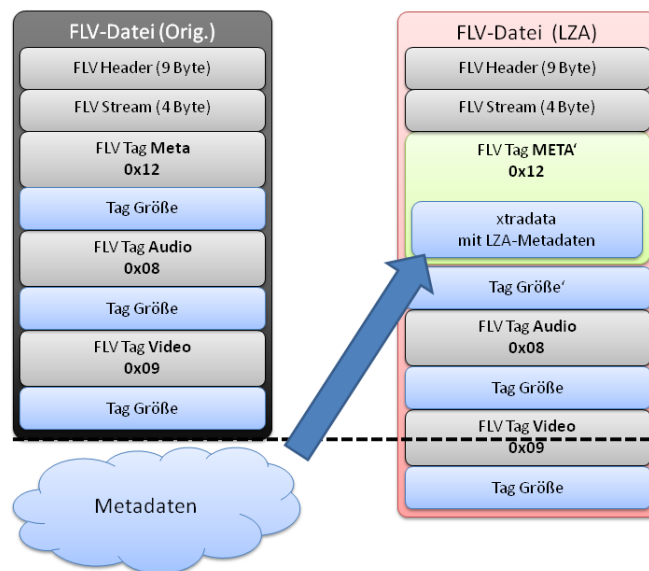 FLV-Datei (Orig.)
FLV Header (9 Byte)
FLV Stream (4 Byte)
FLV Tag Meta
0x12
Tag Größe
FLV Tag Audio
0x08
Tag Größe
FLV Tag Video
0x09
Tag Größe
Metadaten
FLV-Datei (LZA)
FLV Header (9 Byte)
FLV Stream (4 Byte)
FLV Tag META‘
0x12
xtradata
mit LZA-Metadaten
Tag Größe‘
FLV Tag Audio
0x08
Tag Größe
FLV Tag Video
0x09
Tag Größe